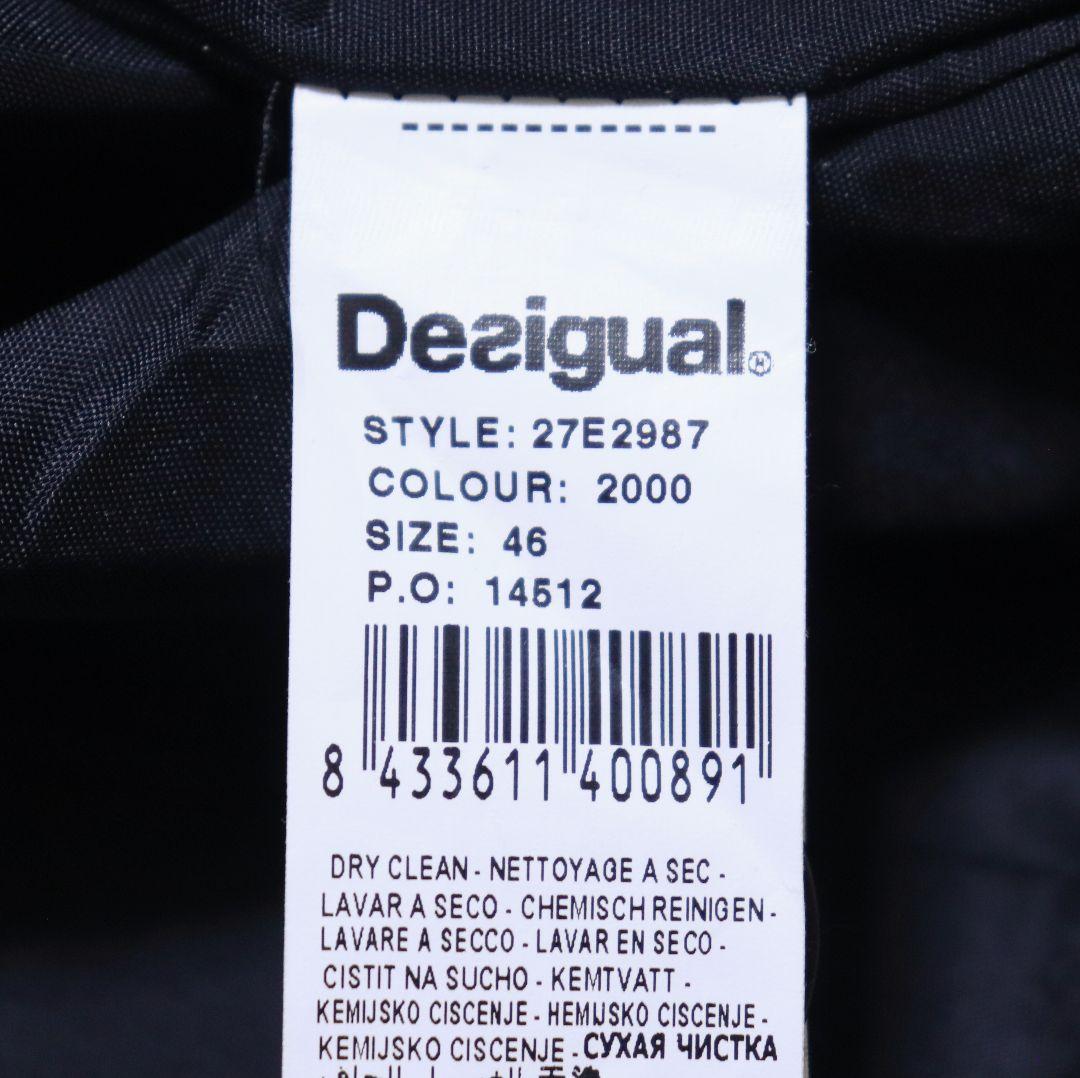 Desigual®
STYLE: 27E2987
COLOUR: 2000
SIZE: 46
P.O: 14512
8 433611 400891
DRY CLEAN - NETTOYAGE A SEC -
LAVAR A SECO - CHEMISCH REINIGEN -
LAVARE A SECCO - LAVAR EN SECO -
CISTIT NA SUCHO - KEMTVATT -
KEMIJSKO CISCENJE - HEMIJSKO CISCENJE -
KEMIJSKO CISCENJE - СУХАЯ ЧИСТКА